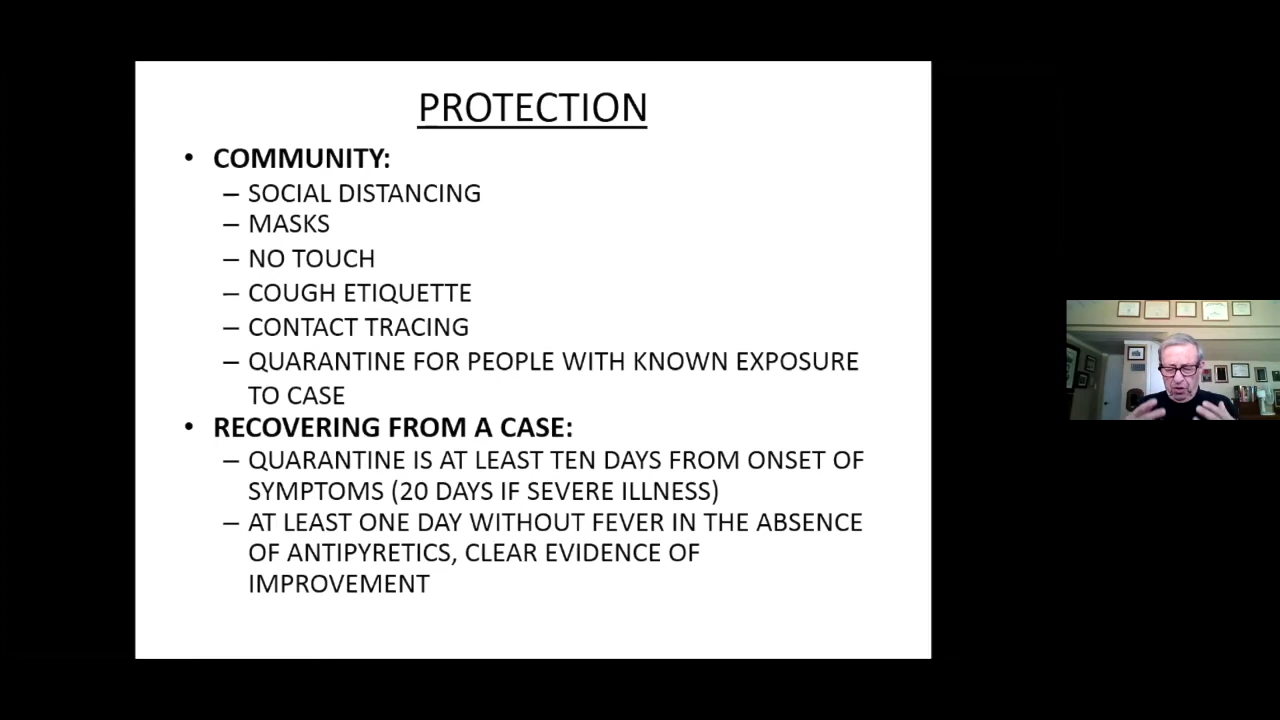 PROTECTION
• COMMUNITY:
– SOCIAL DISTANCING
– MASKS
– NO TOUCH
– COUGH ETIQUETTE
– CONTACT TRACING
– QUARANTINE FOR PEOPLE WITH KNOWN EXPOSURE
TO CASE
• RECOVERING FROM A CASE:
– QUARANTINE IS AT LEAST TEN DAYS FROM ONSET OF
SYMPTOMS (20 DAYS IF SEVERE ILLNESS)
– AT LEAST ONE DAY WITHOUT FEVER IN THE ABSENCE
OF ANTIPYRETICS, CLEAR EVIDENCE OF
IMPROVEMENT